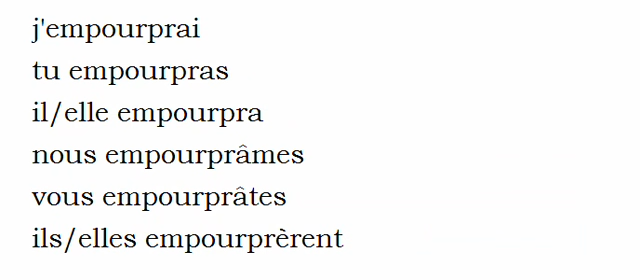 j'empourprai
tu empourpras
il/elle empourpra
nous empourprâmes
vous empourprâtes
ils/elles empourprèrent